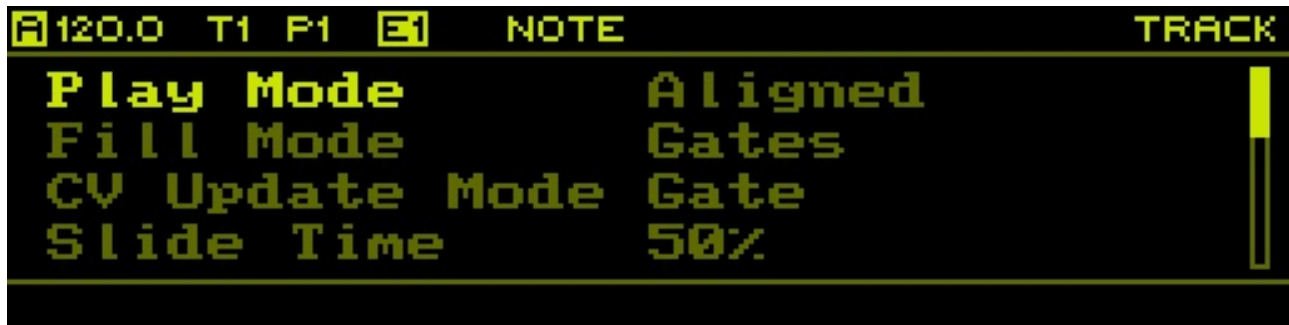 A 120.0 T1 P1 E1 NOTE TRACK
Play Mode Aligned
Fill Mode Gates
CV Update Mode Gate
Slide Time 50%